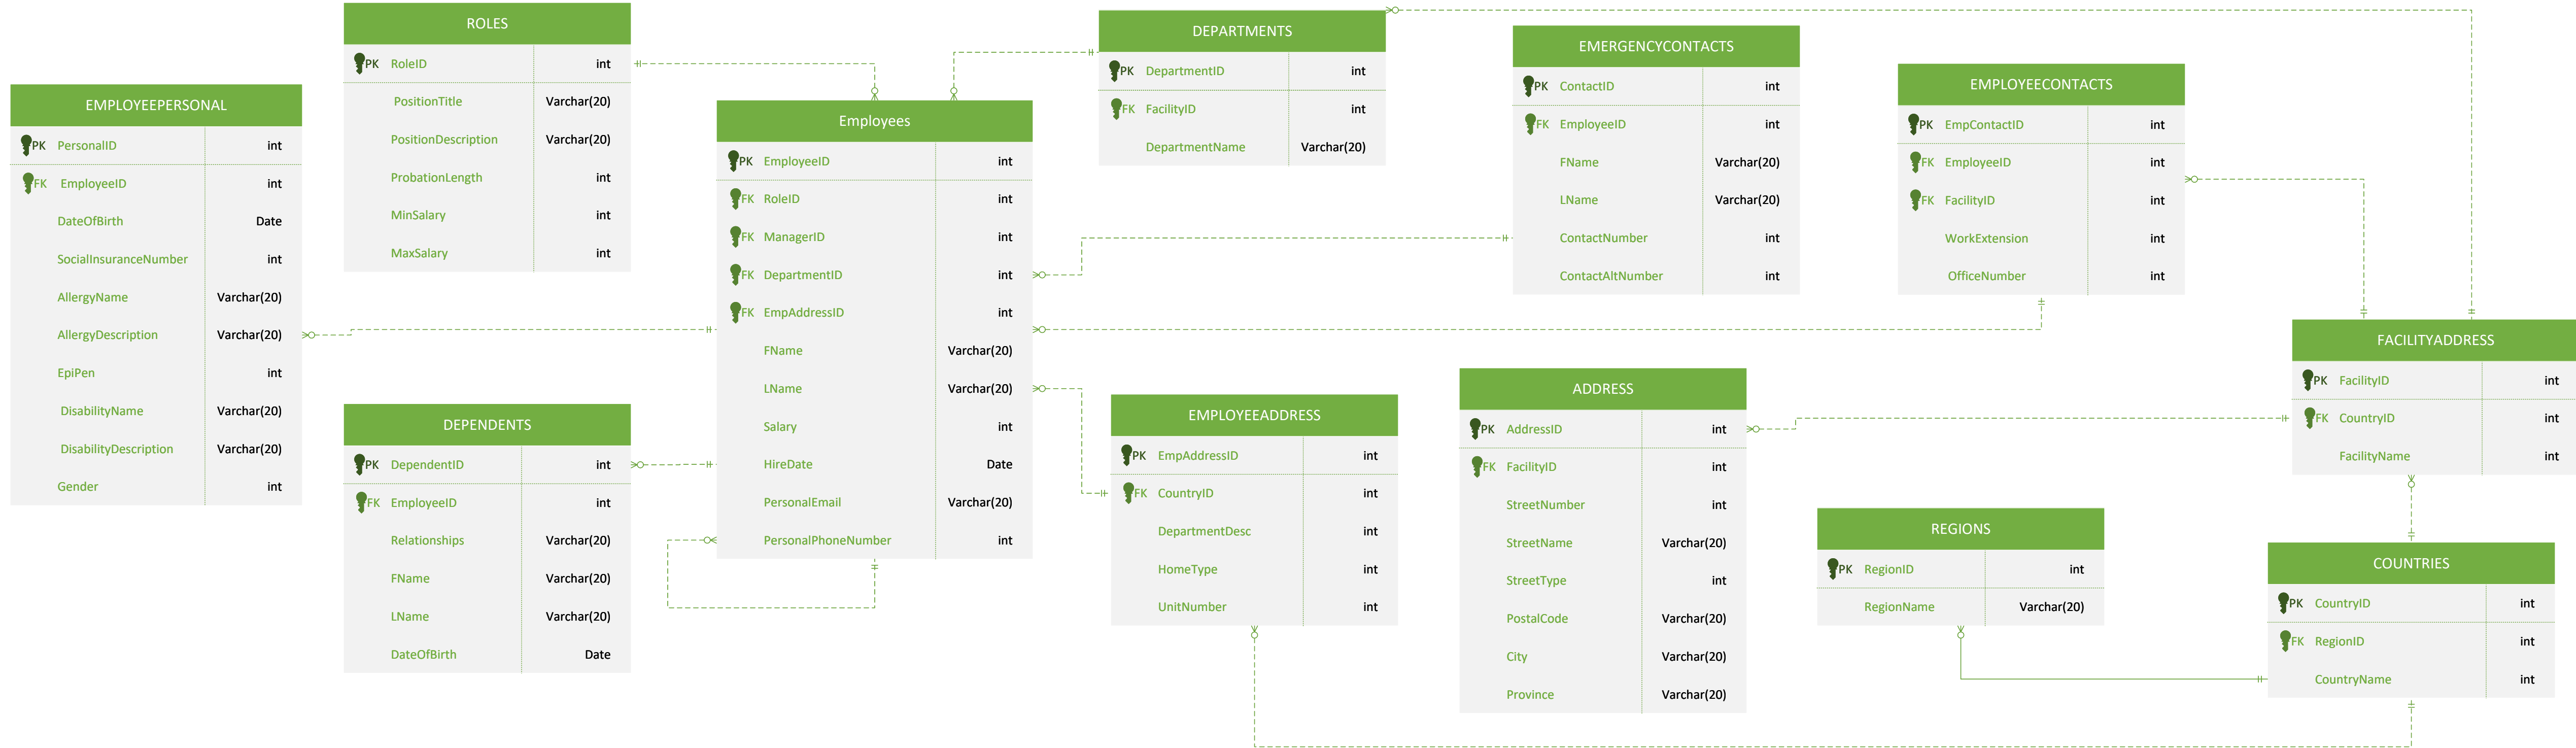 ROLES
PK RoleID int
PositionTitle Varchar(20)
PositionDescription Varchar(20)
ProbationLength int
MinSalary int
MaxSalary int
EMPLOYEEPERSONAL
PK PersonalID int
FK EmployeeID int
DateOfBirth Date
SocialInsuranceNumber int
AllergyName Varchar(20)
AllergyDescription Varchar(20)
EpiPen int
DisabilityName Varchar(20)
DisabilityDescription Varchar(20)
Gender int
DEPENDENTS
PK DependentID int
FK EmployeeID int
Relationships Varchar(20)
FName Varchar(20)
LName Varchar(20)
DateOfBirth Date
Employees
PK EmployeeID int
FK RoleID int
FK ManagerID int
FK DepartmentID int
FK EmpAddressID int
FName Varchar(20)
LName Varchar(20)
Salary int
HireDate Date
PersonalEmail Varchar(20)
PersonalPhoneNumber int
DEPARTMENTS
PK DepartmentID int
FK FacilityID int
DepartmentName Varchar(20)
EMERGENCYCONTACTS
PK ContactID int
FK EmployeeID int
FName Varchar(20)
LName Varchar(20)
ContactNumber int
ContactAltNumber int
EMPLOYEECONTACTS
PK EmpContactID int
FK EmployeeID int
FK FacilityID int
WorkExtension int
OfficeNumber int
EMPLOYEEADDRESS
PK EmpAddressID int
FK CountryID int
DepartmentDesc int
HomeType int
UnitNumber int
ADDRESS
PK AddressID int
FK FacilityID int
StreetNumber int
StreetName Varchar(20)
StreetType int
PostalCode Varchar(20)
City Varchar(20)
Province Varchar(20)
FACILITYADDRESS
PK FacilityID int
FK CountryID int
FacilityName int
REGIONS
PK RegionID int
RegionName Varchar(20)
COUNTRIES
PK CountryID int
FK RegionID int
CountryName int